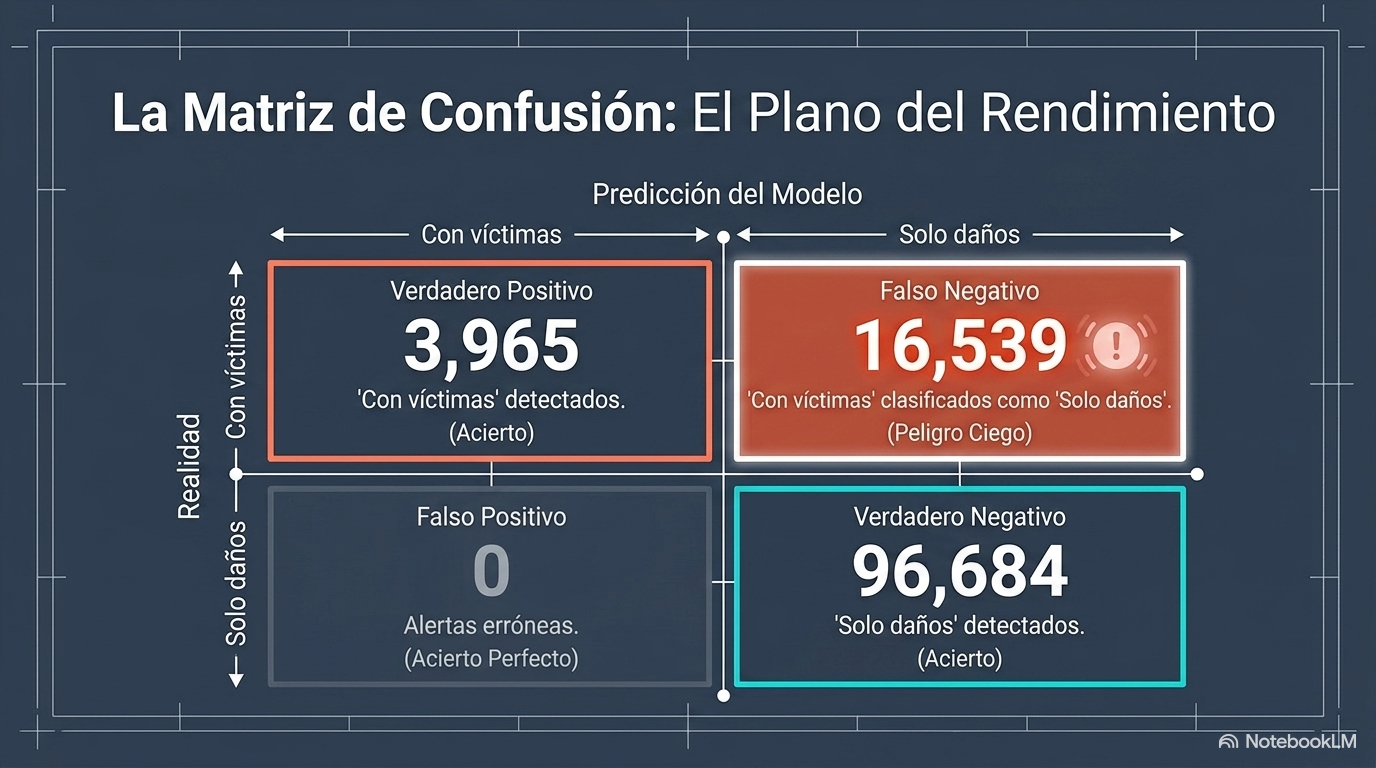 La Matriz de Confusión: El Plano del Rendimiento
Predicción del Modelo
Con víctimas
Solo daños
Realidad
Con víctimas
Verdadero Positivo
3,965
'Con víctimas' detectados.
(Acierto)
Falso Negativo
16,539
!
'Con víctimas' clasificados como 'Solo daños'.
(Peligro Ciego)
Solo daños
Falso Positivo
0
Alertas erróneas.
(Acierto Perfecto)
Verdadero Negativo
96,684
'Solo daños' detectados.
(Acierto)
NotebookLM